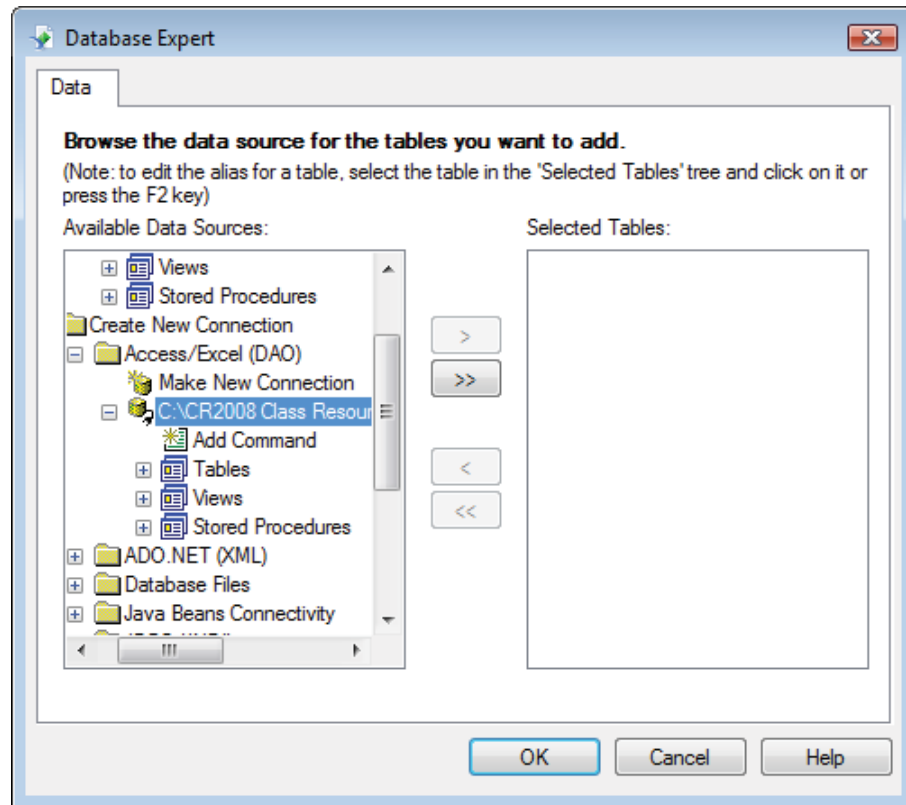 Database Expert
Data
Browse the data source for the tables you want to add.
(Note: to edit the alias for a table, select the table in the 'Selected Tables' tree and click on it or
press the F2 key)
Available Data Sources:
Selected Tables:
Views
Stored Procedures
Create New Connection
Access/Excel (DAO)
Make New Connection
C:\CR2008 Class Resour
Add Command
Tables
Views
Stored Procedures
ADO.NET (XML)
Database Files
Java Beans Connectivity
>
>>
<
<<
OK
Cancel
Help